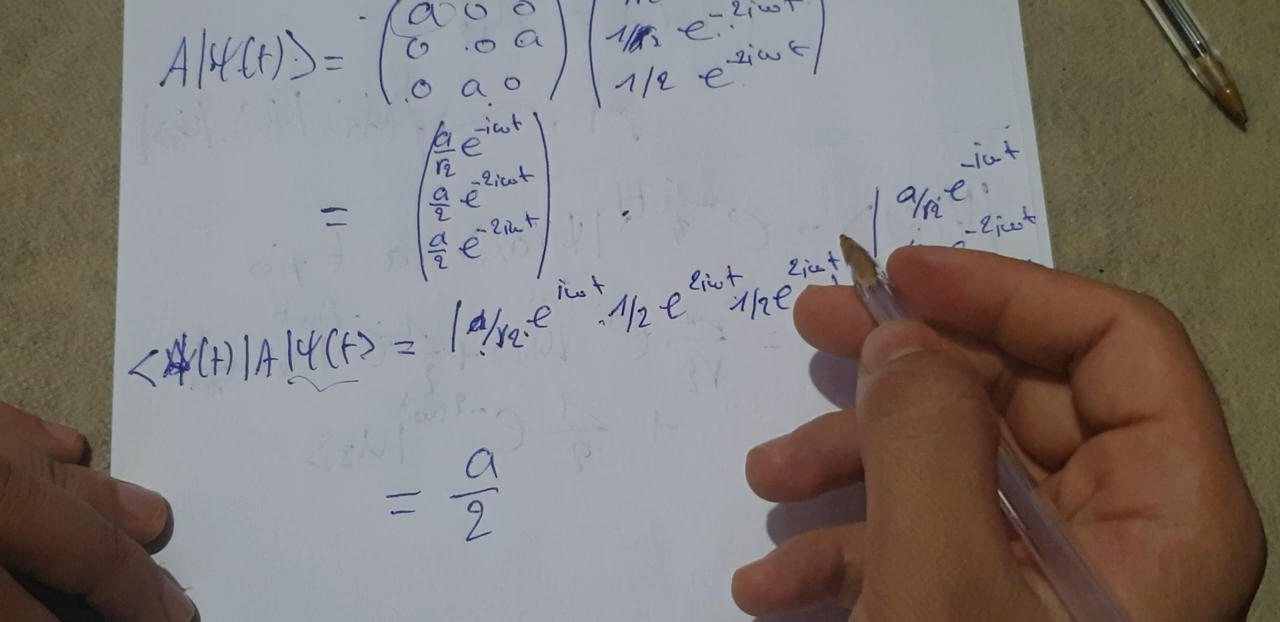 A|Ψ(t)⟩ = (a 0 0
0 0 a 1/√2 e^{-2iωt}
0 a 0) 1/2 e^{-2iωt}
a/√2 e^{-iωt}
= a/2 e^{-2iωt}
a/2 e^{-2iωt}
a/√2 e^{-iωt}
e^{-2iωt}
⟨Ψ(t)|A|Ψ(t)⟩ = | 1/√2 e^{iωt} 1/2 e^{2iωt} 1/2 e^{2iωt}
= a/2